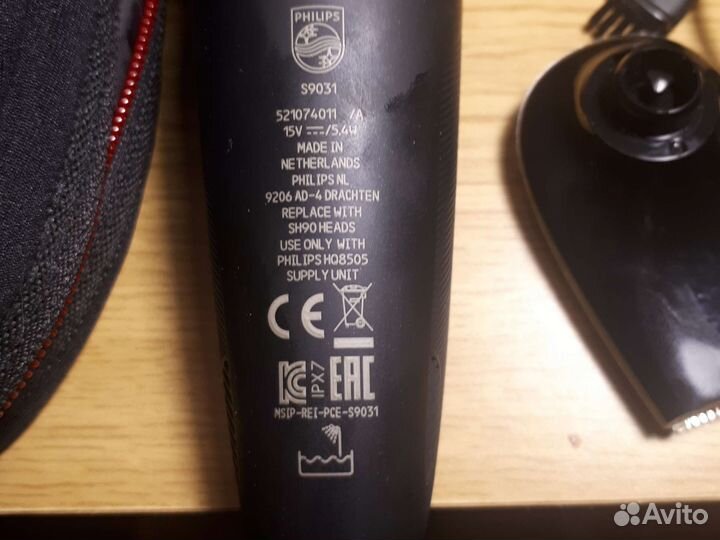 PHILIPS
S9031
521074011 /A
15V ⎓/5.4W
MADE IN
NETHERLANDS
PHILIPS NL
9206 AD-4 DRACHTEN
REPLACE WITH
SH90 HEADS
USE ONLY WITH
PHILIPS HQ8505
SUPPLY UNIT
CE
KC IPX7 EAC
MSIP-REI-PCE-S9031
Avito